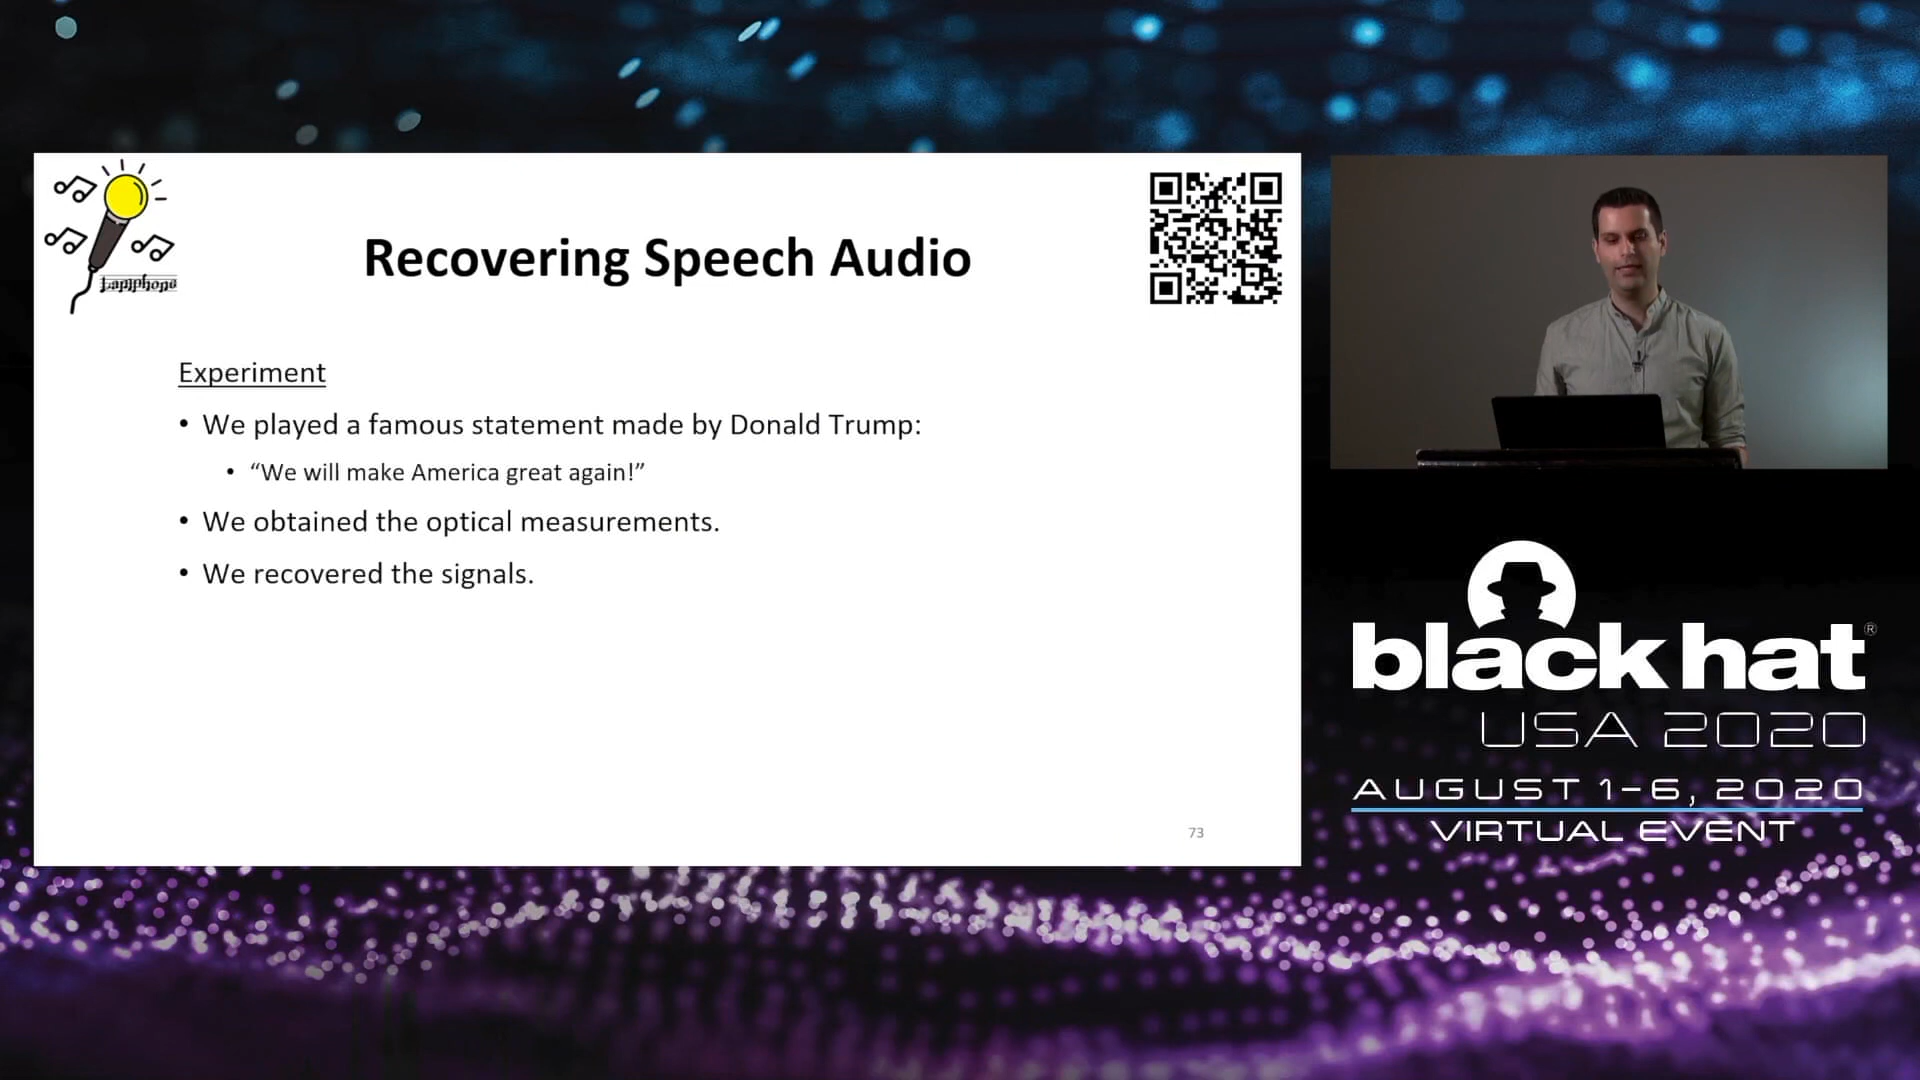 Lamphone
Recovering Speech Audio
Experiment
• We played a famous statement made by Donald Trump:
• “We will make America great again!”
• We obtained the optical measurements.
• We recovered the signals.
73
black hat®
USA 2020
AUGUST 1-6, 2020
VIRTUAL EVENT